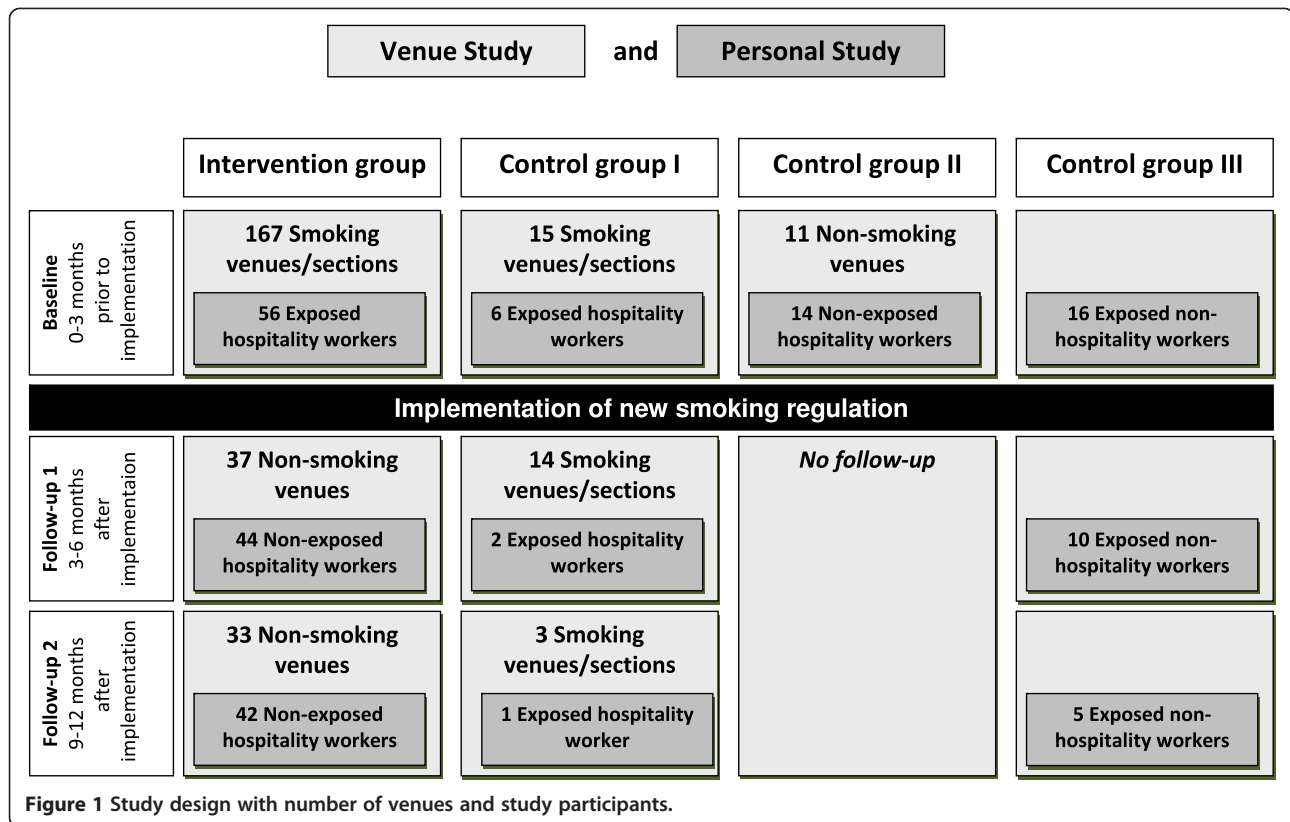 Venue Study and Personal Study
Intervention group
Control group I
Control group II
Control group III
Baseline
0-3 months
prior to
implementation
167 Smoking
venues/sections
56 Exposed
hospitality workers
15 Smoking
venues/sections
6 Exposed hospitality
workers
11 Non-smoking
venues
14 Non-exposed
hospitality workers
16 Exposed non-
hospitality workers
Implementation of new smoking regulation
Follow-up 1
3-6 months
after
implementaion
37 Non-smoking
venues
44 Non-exposed
hospitality workers
14 Smoking
venues/sections
2 Exposed hospitality
workers
No follow-up
10 Exposed non-
hospitality workers
Follow-up 2
9-12 months
after
implementation
33 Non-smoking
venues
42 Non-exposed
hospitality workers
3 Smoking
venues/sections
1 Exposed hospitality
worker
5 Exposed non-
hospitality workers
Figure 1 Study design with number of venues and study participants.